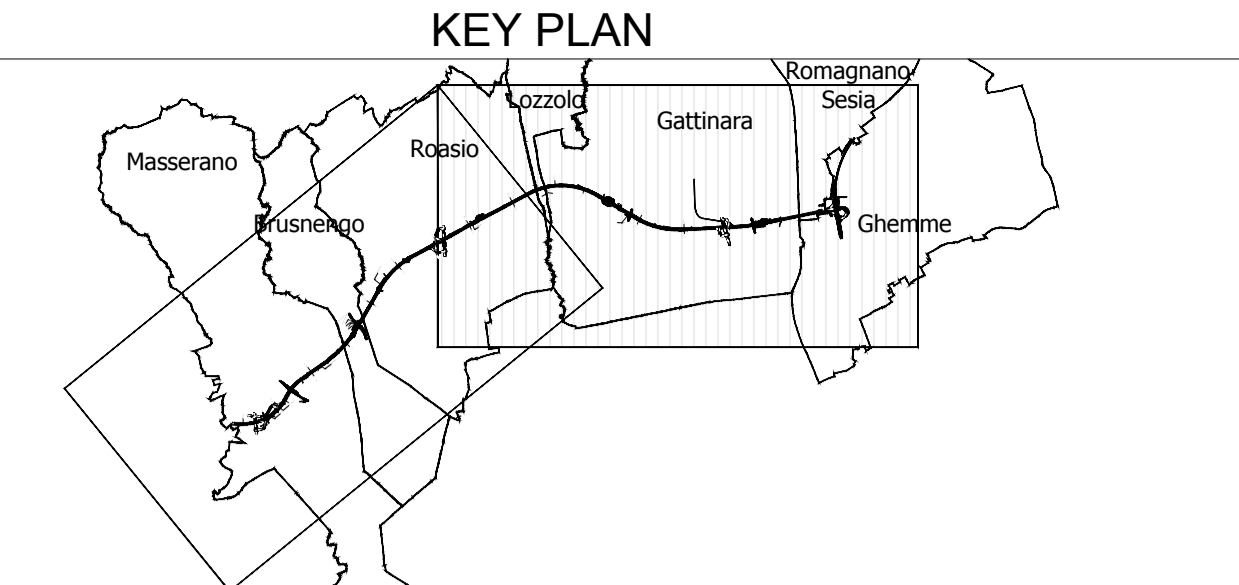 KEY PLAN
Romagnano
Sesia
Lozzolo
Gattinara
Roasio
Masserano
Brusnengo
Ghemme